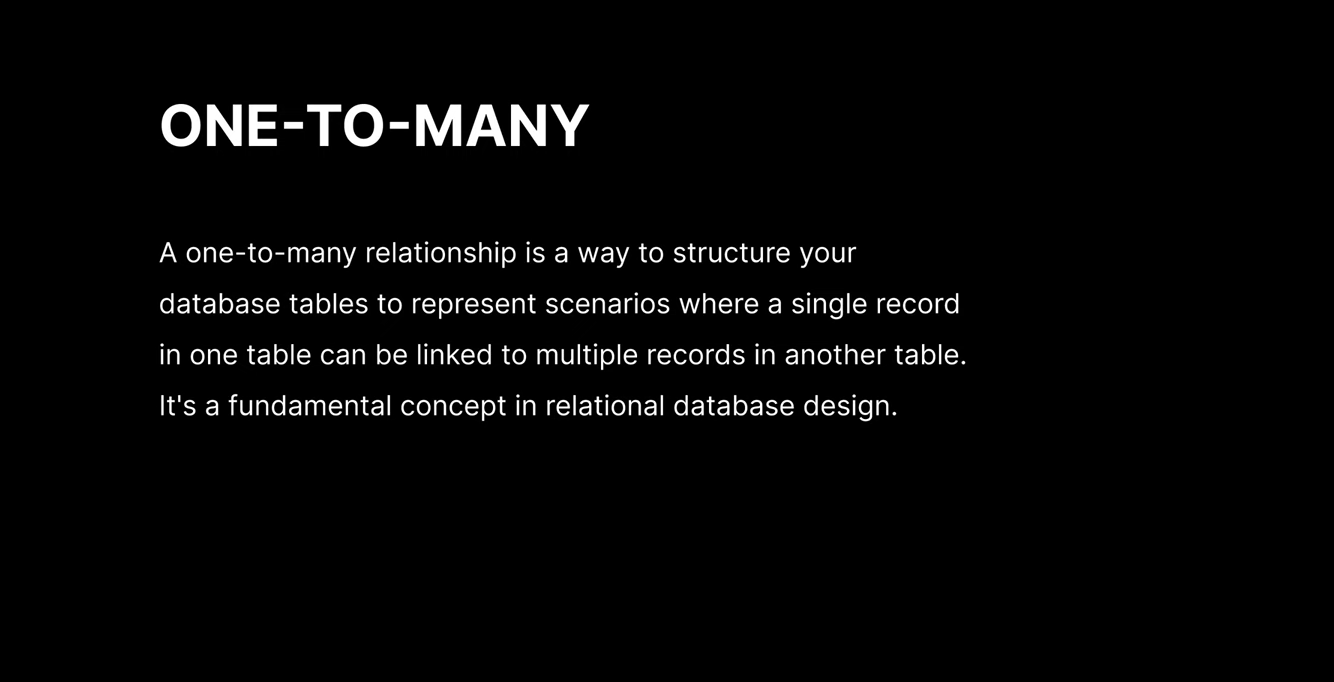 ONE-TO-MANY
A one-to-many relationship is a way to structure your
database tables to represent scenarios where a single record
in one table can be linked to multiple records in another table.
It's a fundamental concept in relational database design.